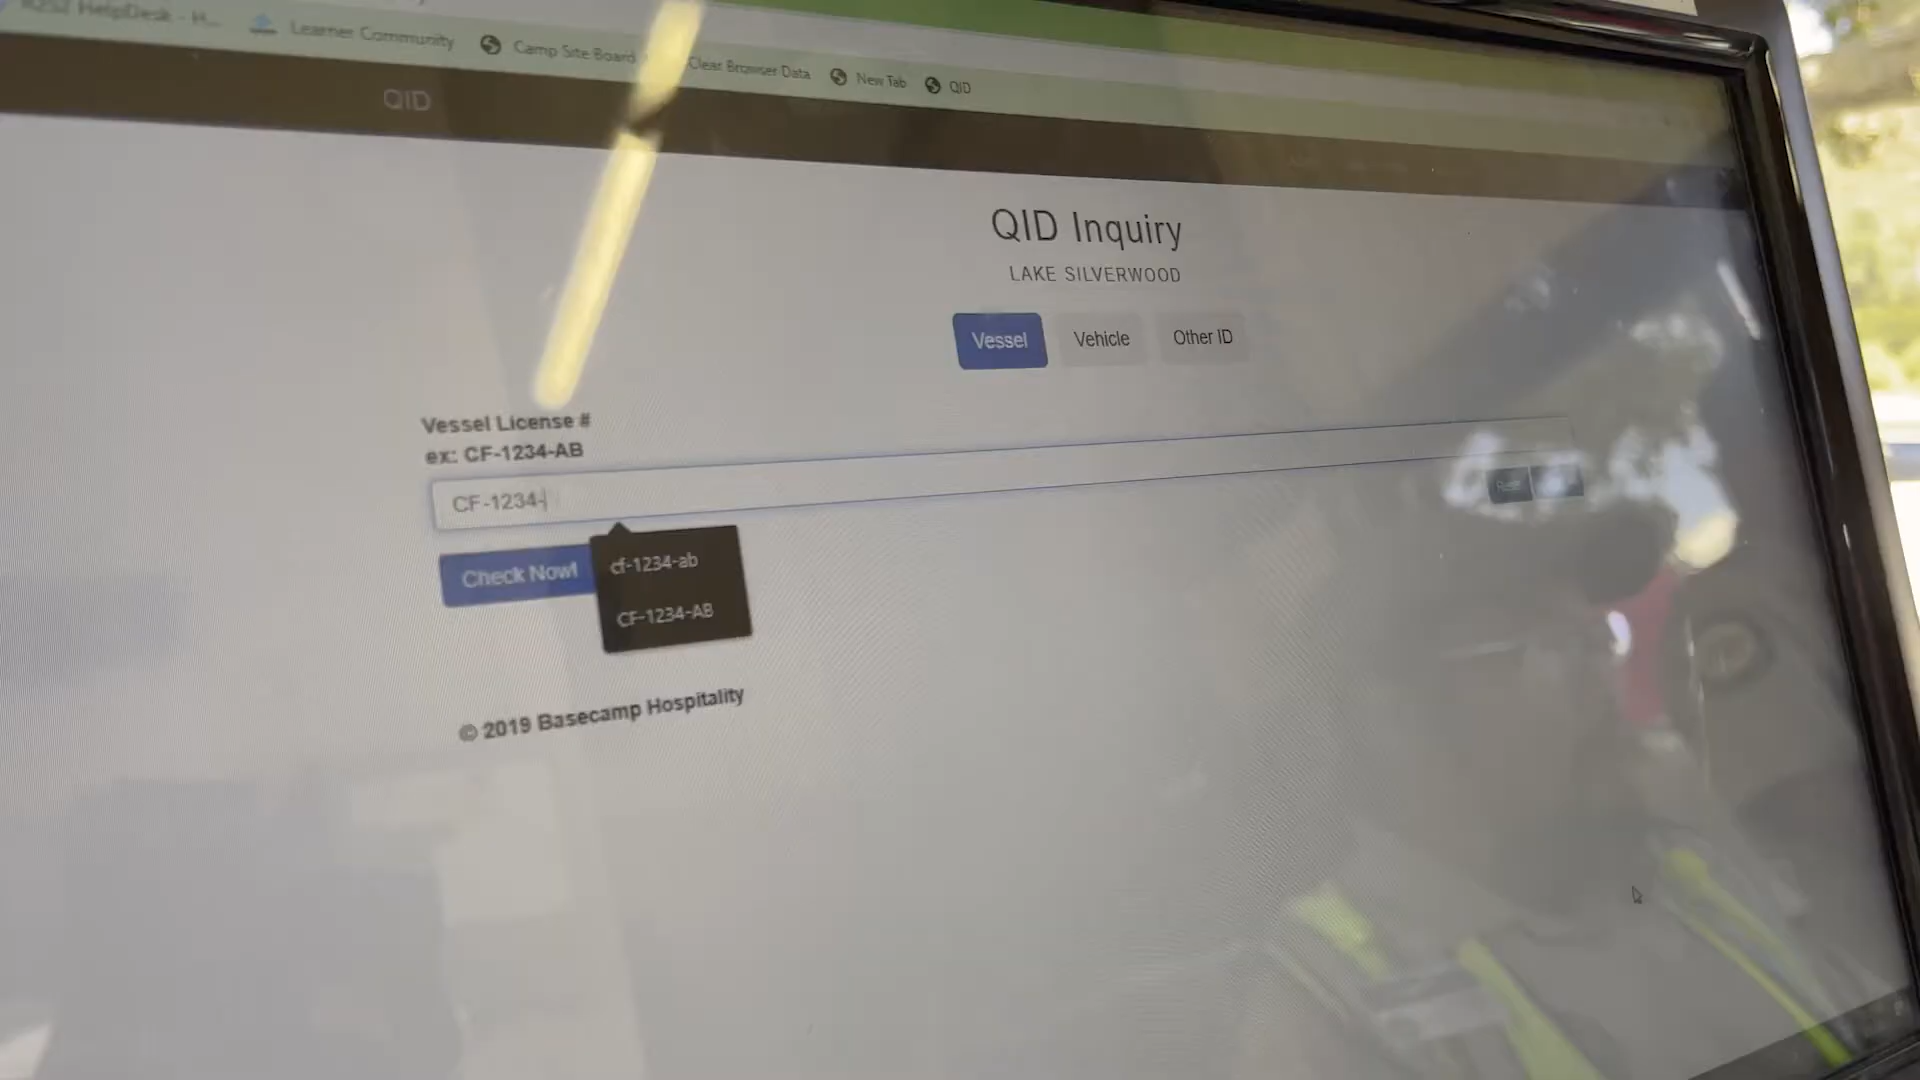 HelpDesk - H...
Learner Community
Camp Site Board
Clear Browser Data
New Tab
QID
QID
QID Inquiry
LAKE SILVERWOOD
Vessel
Vehicle
Other ID
Vessel License #
ex: CF-1234-AB
CF-1234-
Check Now!
cf-1234-ab
CF-1234-AB
© 2019 Basecamp Hospitality